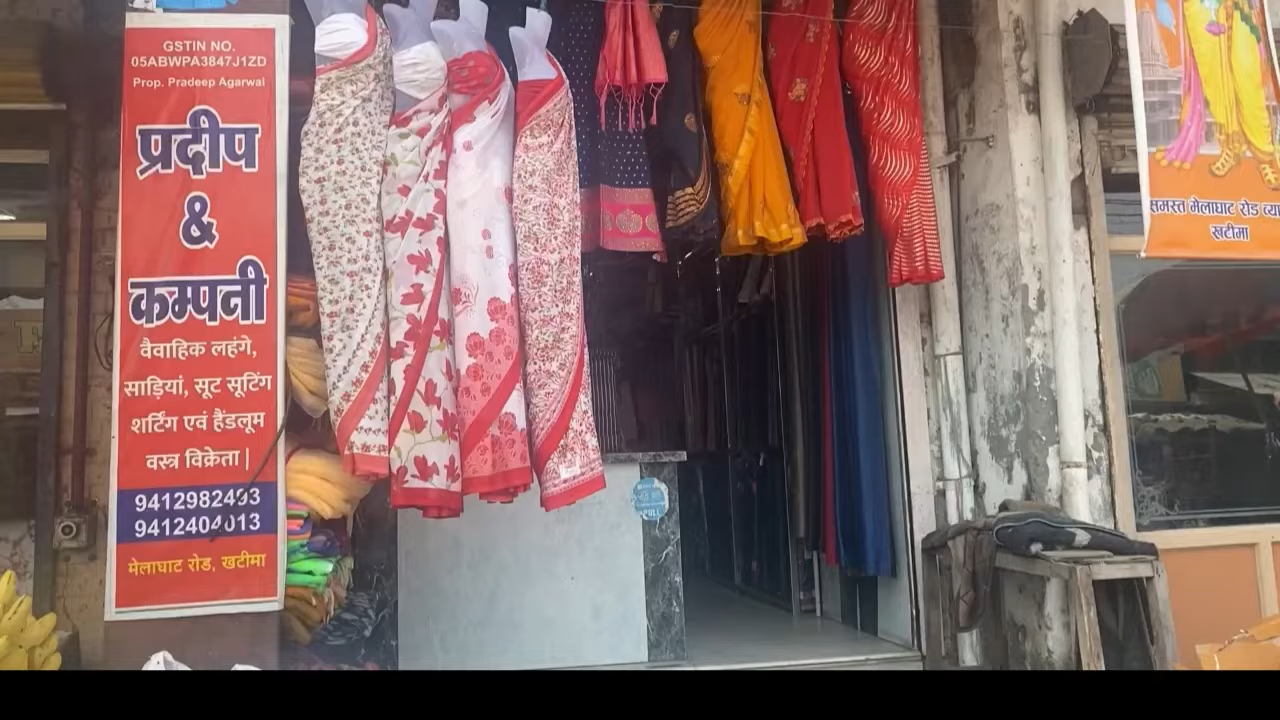 GSTIN NO.
05ABWPA3847J1ZD
Prop. Pradeep Agarwal
प्रदीप
&
कम्पनी
वैवाहिक लहंगे,
साड़ियां, सूट सूटिंग
शर्टिंग एवं हैंडलूम
वस्त्र विक्रेता|
9412982493
9412404013
मेलाघाट रोड, खटीमा
PULL
समस्त मेलाघाट रोड व्या
खटीमा